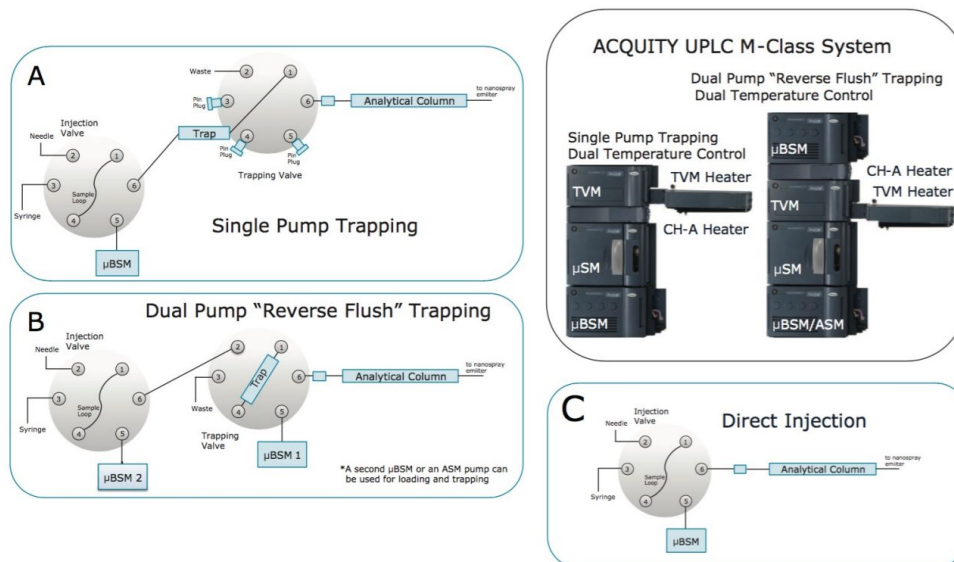 A
Waste
2
1
3
6
Pin
Plug
4
5
Pin
Plug
Pin
Plug
Trapping Valve
Trap
Analytical Column
to nanospray
emiiter
Injection
Valve
Needle
2
1
3
6
Syringe
Sample
Loop
4
5
µBSM
Single Pump Trapping
B
Dual Pump “Reverse Flush” Trapping
Injection
Valve
Needle
2
1
3
6
Syringe
Sample
Loop
4
5
µBSM 2
2
1
3
6
Waste
Trap
4
5
Trapping
Valve
µBSM 1
Analytical Column
to nanospray
emiiter
*A second µBSM or an ASM pump can
be used for loading and trapping
ACQUITY UPLC M-Class System
Dual Pump “Reverse Flush” Trapping
Dual Temperature Control
Single Pump Trapping
Dual Temperature Control
TVM Heater
TVM
CH-A Heater
µSM
µBSM
µBSM
CH-A Heater
TVM Heater
TVM
µSM
µBSM/ASM
C
Direct Injection
Injection
Valve
Needle
2
1
3
6
Syringe
Sample
Loop
4
5
µBSM
Analytical Column
to nanospray
emiiter